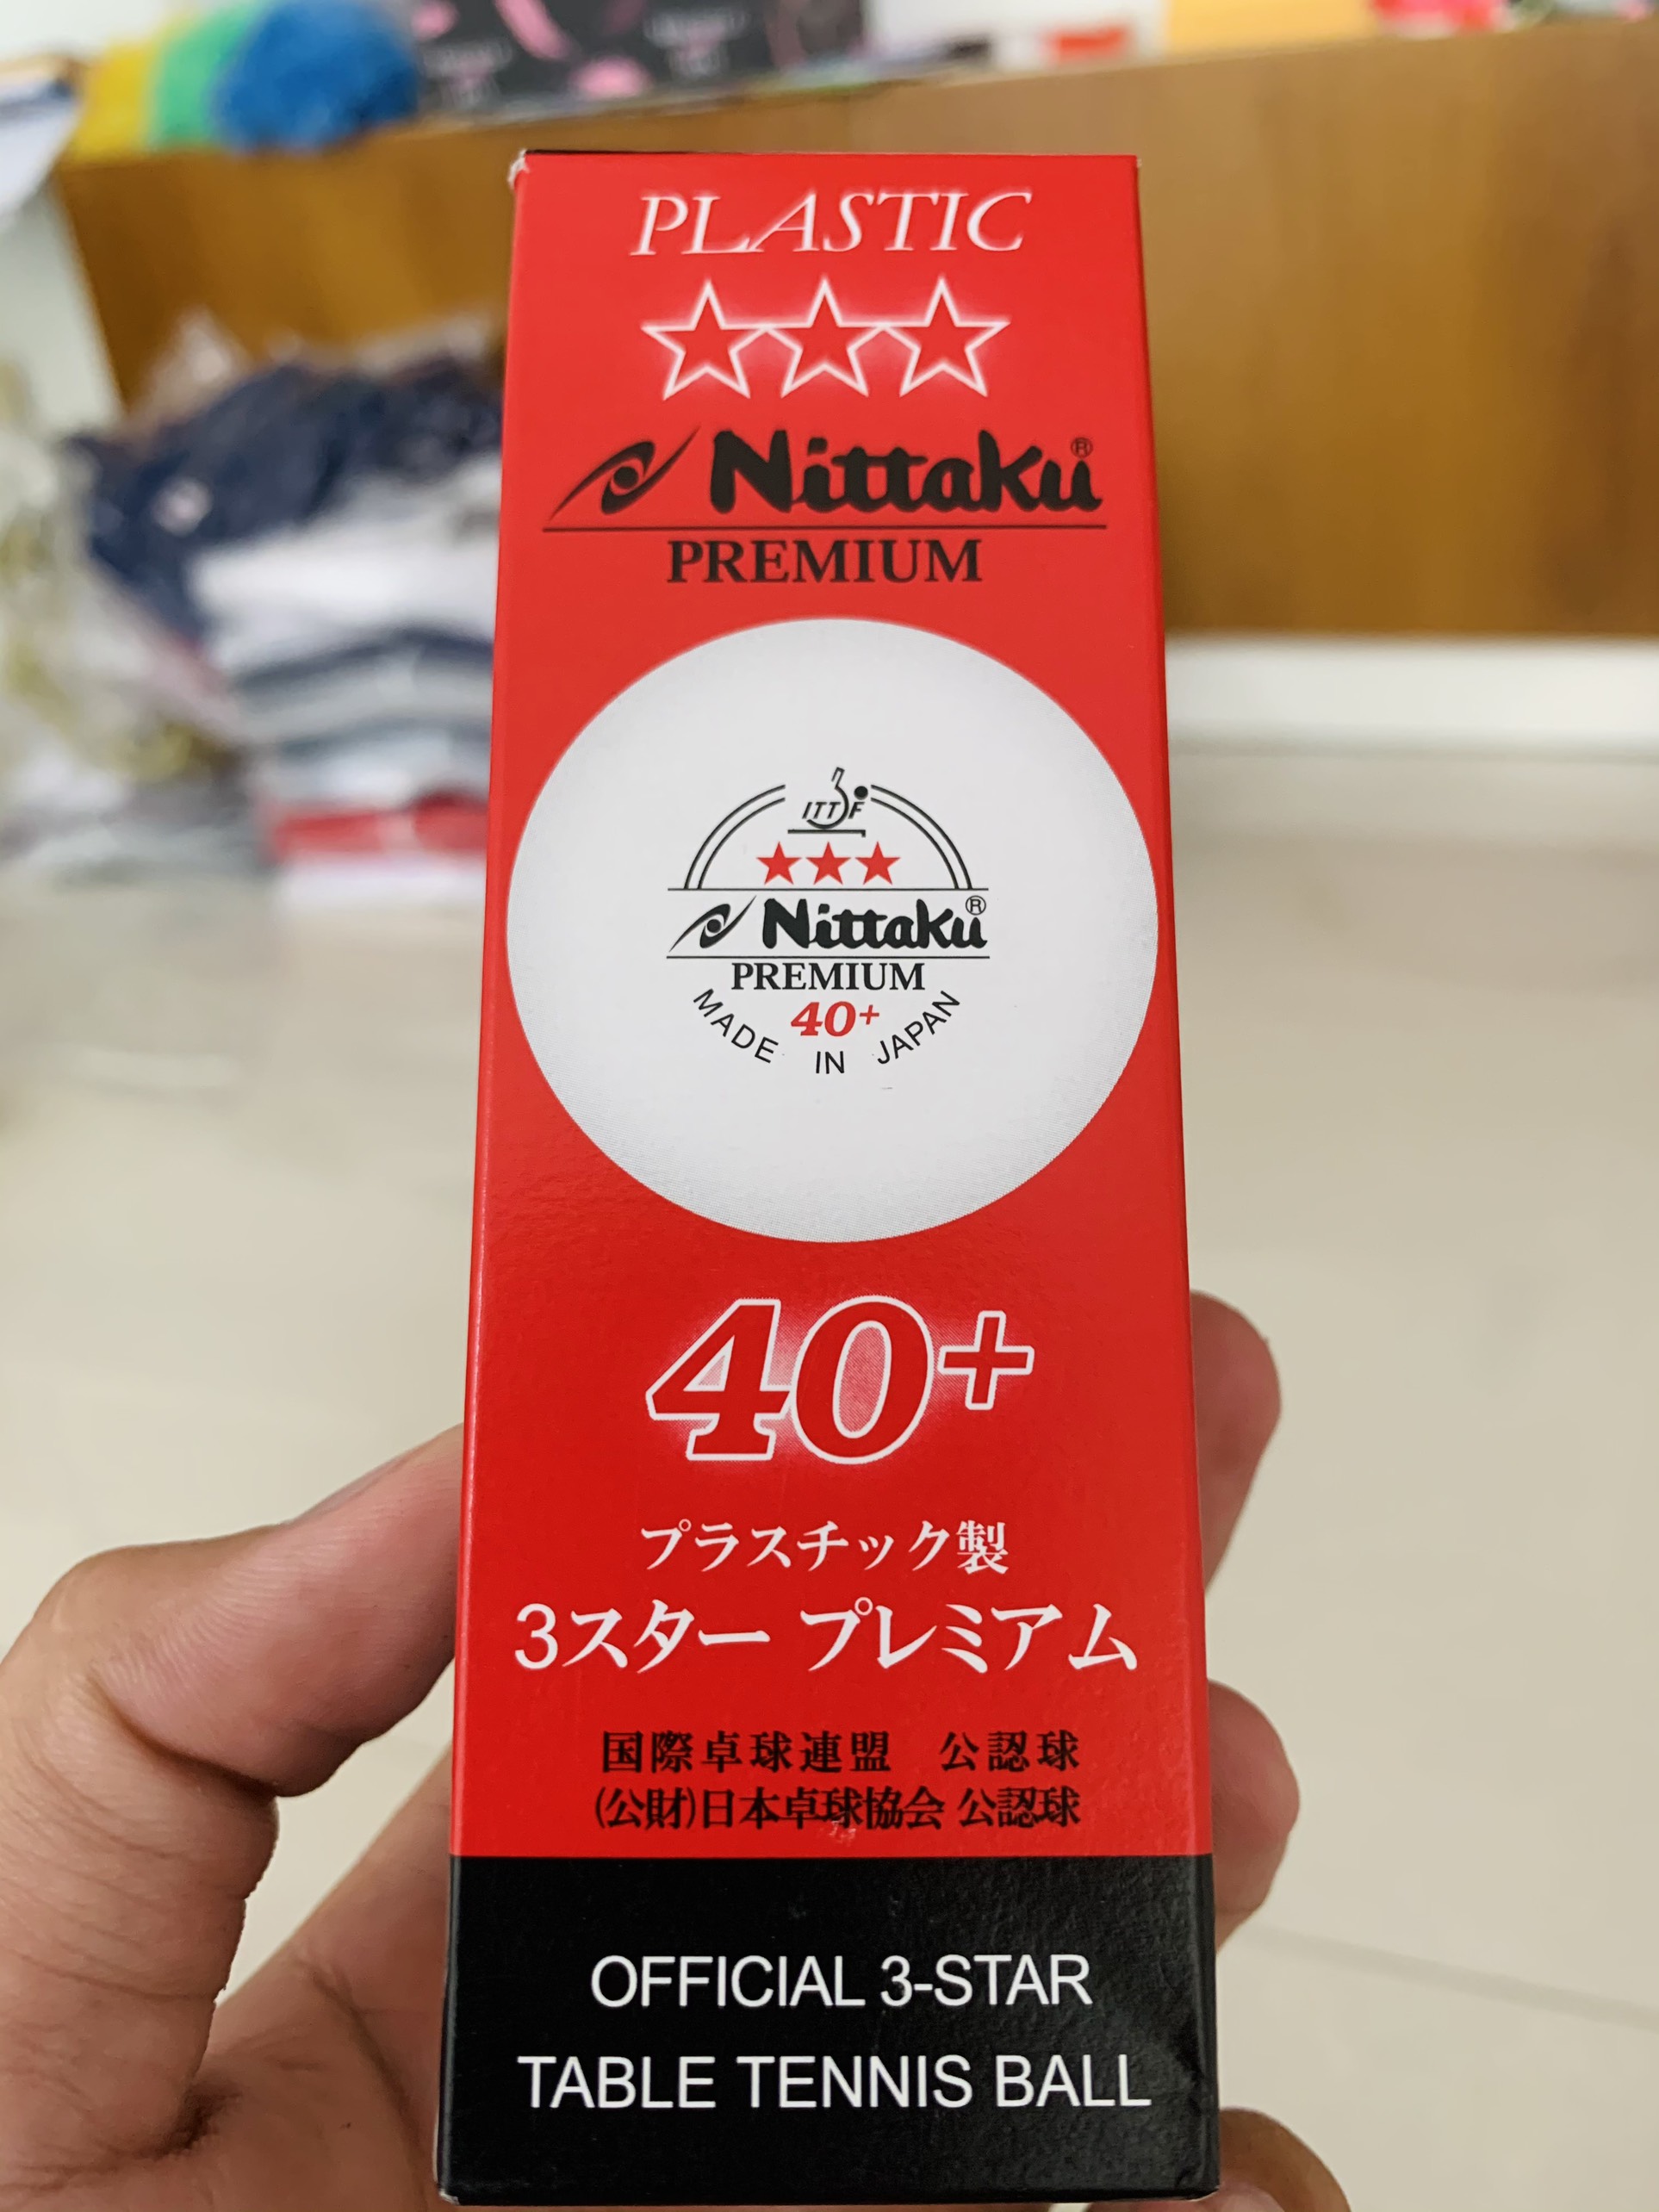 PLASTIC
Nittaku®
PREMIUM
ITTF
Nittaku®
PREMIUM
40+
MADE IN JAPAN
40+
プラスチック製
3スター プレミアム
国際卓球連盟 公認球
(公財)日本卓球協会 公認球
OFFICIAL 3-STAR
TABLE TENNIS BALL